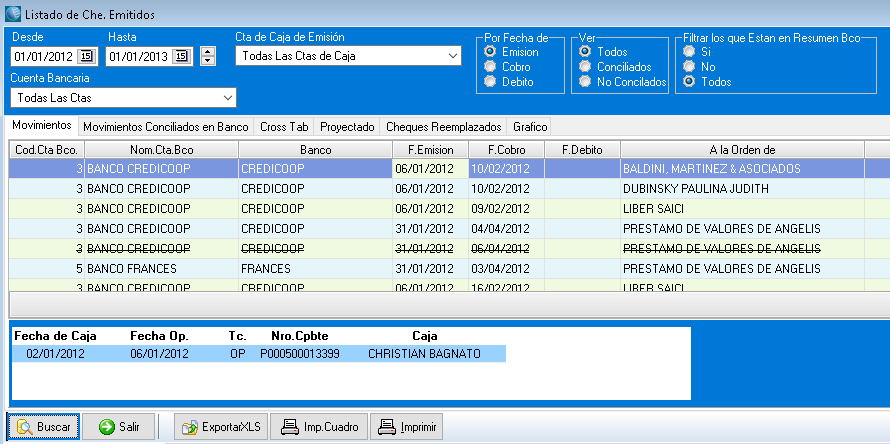 Listado de Che. Emitidos
Desde Hasta Cta de Caja de Emisión Por Fecha de Ver Filtrar los que Estan en Resumen Bco
01/01/2012 15 01/01/2013 15 Todas Las Ctas de Caja Emision Todos Si
Cobro Conciliados No
Cuenta Bancaria Debito No Concilados Todos
Todas Las Ctas
Movimientos Movimientos Conciliados en Banco Cross Tab Proyectado Cheques Reemplazados Grafico
Cod.Cta Bco. Nom.Cta.Bco Banco F.Emision F.Cobro F.Debito A la Orden de
3 BANCO CREDICOOP CREDICOOP 06/01/2012 10/02/2012 BALDINI, MARTINEZ & ASOCIADOS
3 BANCO CREDICOOP CREDICOOP 06/01/2012 10/02/2012 DUBINSKY PAULINA JUDITH
3 BANCO CREDICOOP CREDICOOP 06/01/2012 09/02/2012 LIBER SAICI
3 BANCO CREDICOOP CREDICOOP 31/01/2012 04/04/2012 PRESTAMO DE VALORES DE ANGELIS
3 BANCO CREDICOOP CREDICOOP 31/01/2012 06/04/2012 PRESTAMO DE VALORES DE ANGELIS
5 BANCO FRANCES FRANCES 31/01/2012 03/04/2012 PRESTAMO DE VALORES DE ANGELIS
3 BANCO CREDICOOP CREDICOOP 06/01/2012 16/02/2012 LIBER SAICI
Fecha de Caja Fecha Op. Tc. Nro.Cpbte Caja
02/01/2012 06/01/2012 OP P000500013399 CHRISTIAN BAGNATO
Buscar Salir ExportarXLS Imp.Cuadro Imprimir